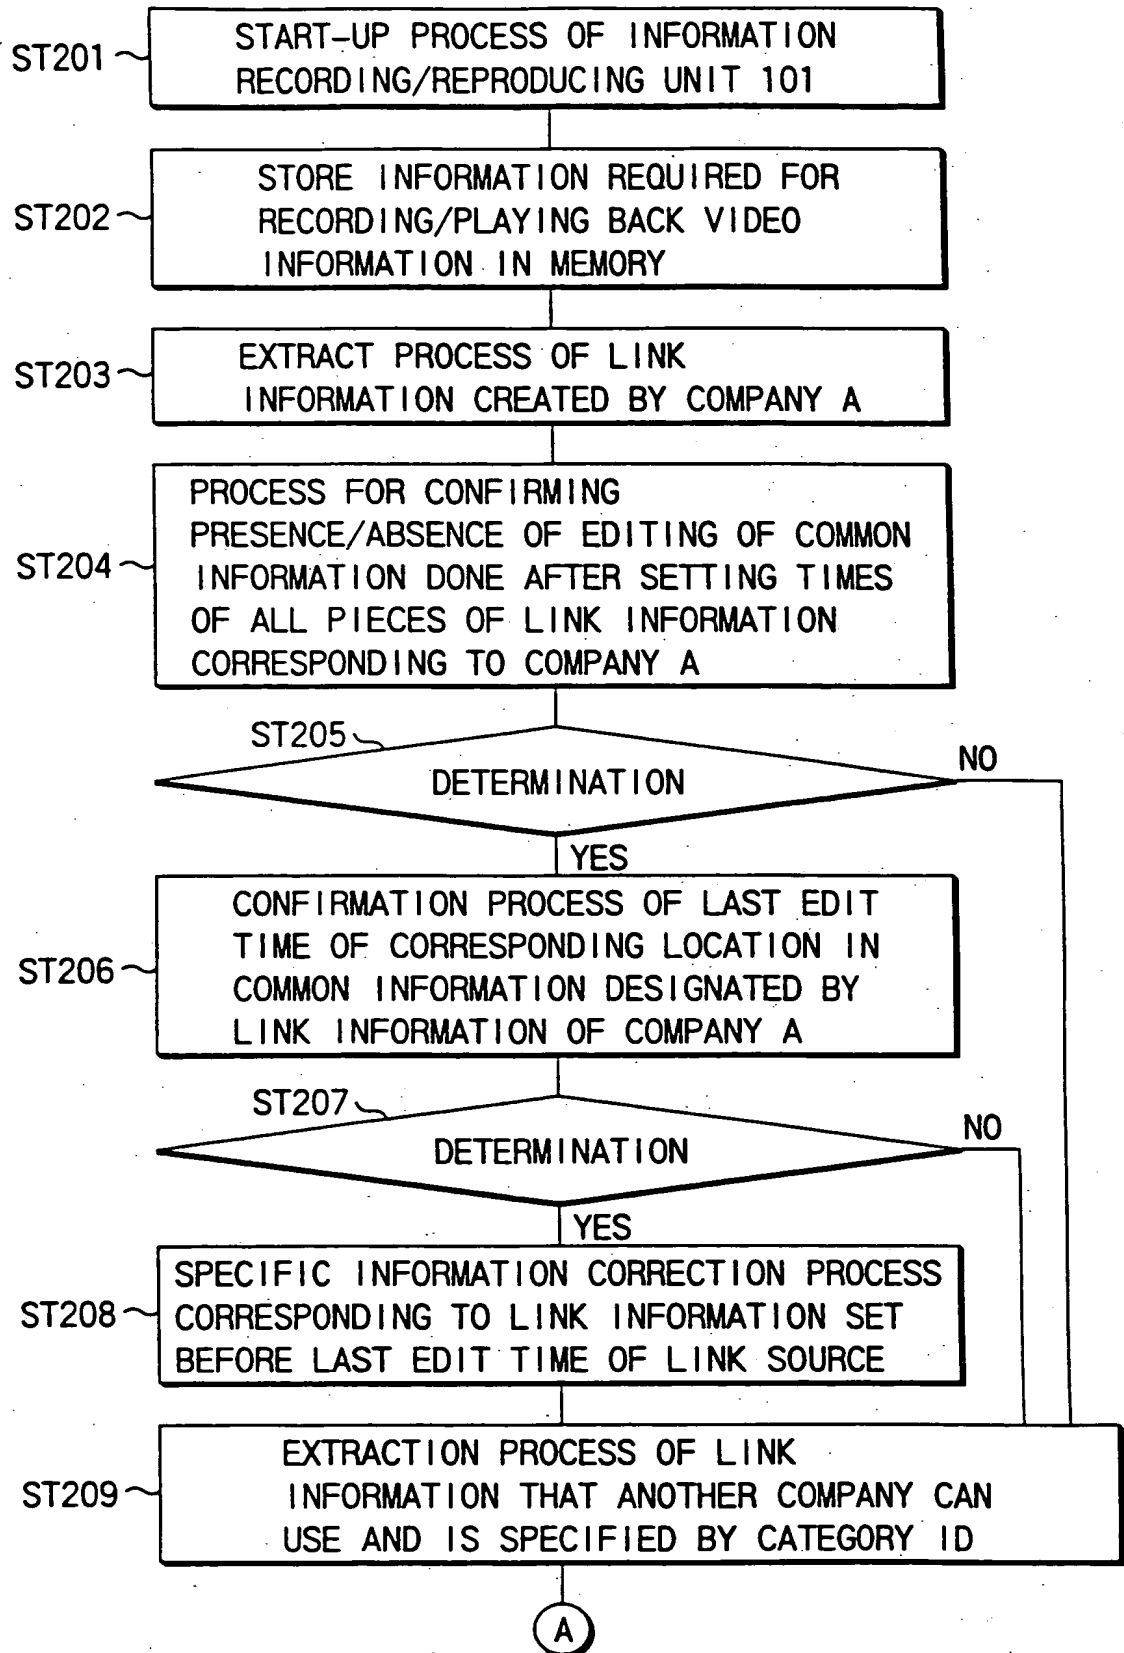 ST201
START-UP PROCESS OF INFORMATION
RECORDING/REPRODUCING UNIT 101
ST202
STORE INFORMATION REQUIRED FOR
RECORDING/PLAYING BACK VIDEO
INFORMATION IN MEMORY
ST203
EXTRACT PROCESS OF LINK
INFORMATION CREATED BY COMPANY A
ST204
PROCESS FOR CONFIRMING
PRESENCE/ABSENCE OF EDITING OF COMMON
INFORMATION DONE AFTER SETTING TIMES
OF ALL PIECES OF LINK INFORMATION
CORRESPONDING TO COMPANY A
ST205
DETERMINATION
NO
YES
ST206
CONFIRMATION PROCESS OF LAST EDIT
TIME OF CORRESPONDING LOCATION IN
COMMON INFORMATION DESIGNATED BY
LINK INFORMATION OF COMPANY A
ST207
DETERMINATION
NO
YES
ST208
SPECIFIC INFORMATION CORRECTION PROCESS
CORRESPONDING TO LINK INFORMATION SET
BEFORE LAST EDIT TIME OF LINK SOURCE
ST209
EXTRACTION PROCESS OF LINK
INFORMATION THAT ANOTHER COMPANY CAN
USE AND IS SPECIFIED BY CATEGORY ID
A